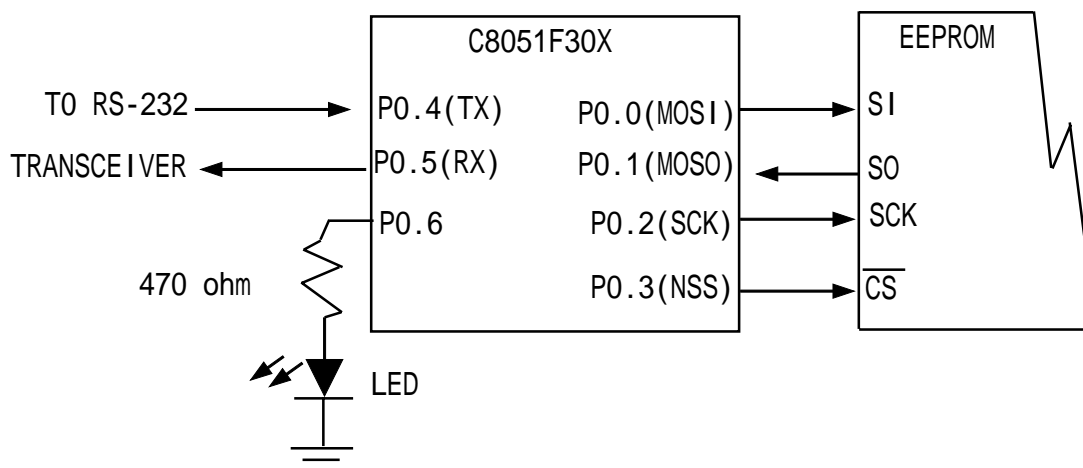 C8051F30X
EEPROM
TO RS-232
TRANSCEIVER
P0.4(TX)
P0.5(RX)
P0.6
P0.0(MOSI)
P0.1(MOSO)
P0.2(SCK)
P0.3(NSS)
SI
SO
SCK
CS
470 ohm
LED